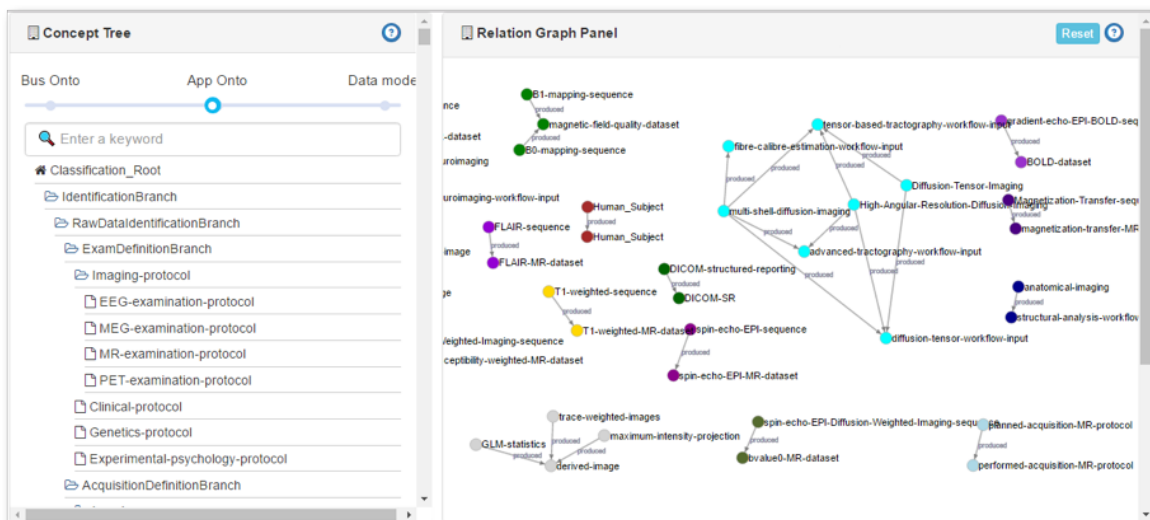 Concept Tree
Bus Onto
App Onto
Data mode
Enter a keyword
Classification_Root
IdentificationBranch
RawDataIdentificationBranch
ExamDefinitionBranch
Imaging-protocol
EEG-examination-protocol
MEG-examination-protocol
MR-examination-protocol
PET-examination-protocol
Clinical-protocol
Genetics-protocol
Experimental-psychology-protocol
AcquisitionDefinitionBranch
Relation Graph Panel
Reset
B1-mapping-sequence
produced
nce
magnetic-field-quality-dataset
-dataset
produced
B0-mapping-sequence
uroimaging
tensor-based-tractography-workflow-input
gradient-echo-EPI-BOLD-seq
produced
fibre-calibre-estimation-workflow-input
produced
produced
produced
produced
BOLD-dataset
produced
Diffusion-Tensor-Imaging
uroimaging-workflow-input
Human_Subject
multi-shell-diffusion-imaging
High-Angular-Resolution-Diffusion-Imaging
Magnetization-Transfer-sequ
produced
produced
produced
produced
FLAIR-sequence
magnetization-transfer-MR
Human_Subject
produced
image
advanced-tractography-workflow-input
FLAIR-MR-dataset
DICOM-structured-reporting
produced
produced
produced
produced
ge
T1-weighted-sequence
DICOM-SR
anatomical-imaging
produced
produced
structural-analysis-workflow
T1-weighted-MR-dataset
spin-echo-EPI-sequence
Veighted-Imaging-sequence
diffusion-tensor-workflow-input
produced
ceptibility-weighted-MR-dataset
spin-echo-EPI-MR-dataset
trace-weighted-images
spin-echo-EPI-Diffusion-Weighted-Imaging-sequence
planned-acquisition-MR-protocol
GLM-statistics
produced
maximum-intensity-projection
produced
produced
produced
produced
derived-image
bvalue0-MR-dataset
performed-acquisition-MR-protocol